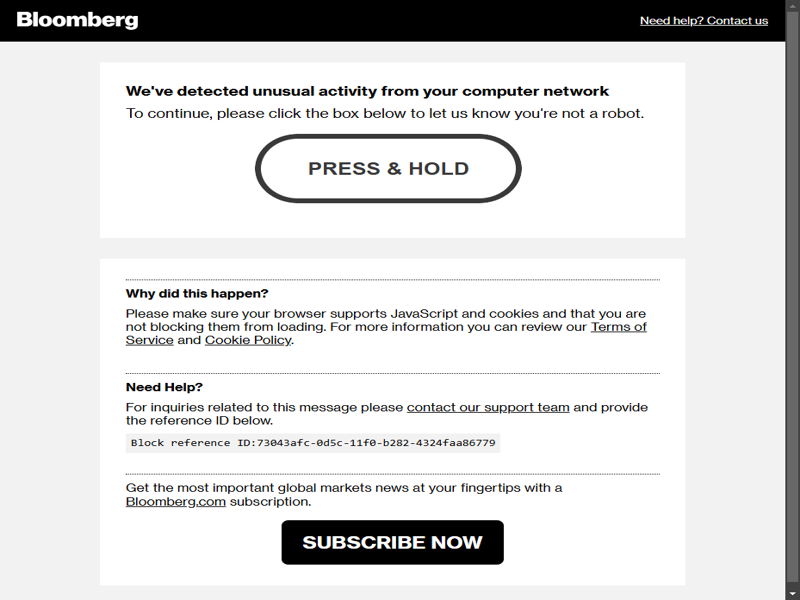 Bloomberg
Need help? Contact us
We've detected unusual activity from your computer network
To continue, please click the box below to let us know you're not a robot.
PRESS & HOLD
Why did this happen?
Please make sure your browser supports JavaScript and cookies and that you are
not blocking them from loading. For more information you can review our Terms of
Service and Cookie Policy.
Need Help?
For inquiries related to this message please contact our support team and provide
the reference ID below.
Block reference ID:73043afc-0d5c-11f0-b282-4324faa86779
Get the most important global markets news at your fingertips with a
Bloomberg.com subscription.
SUBSCRIBE NOW